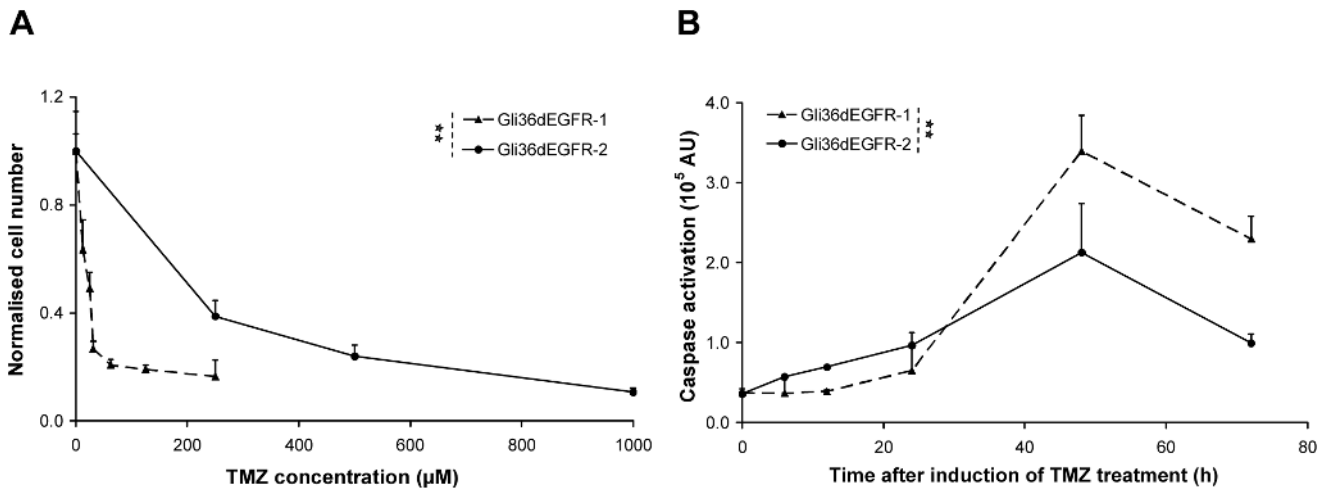 A
Normalised cell number
1.2
0.8
0.4
0.0
0
200
400
600
800
1000
TMZ concentration (µM)
**
Gli36dEGFR-1
Gli36dEGFR-2
B
Caspase activation (10⁵ AU)
4.0
3.0
2.0
1.0
0.0
0
20
40
60
80
Time after induction of TMZ treatment (h)
Gli36dEGFR-1
Gli36dEGFR-2
**